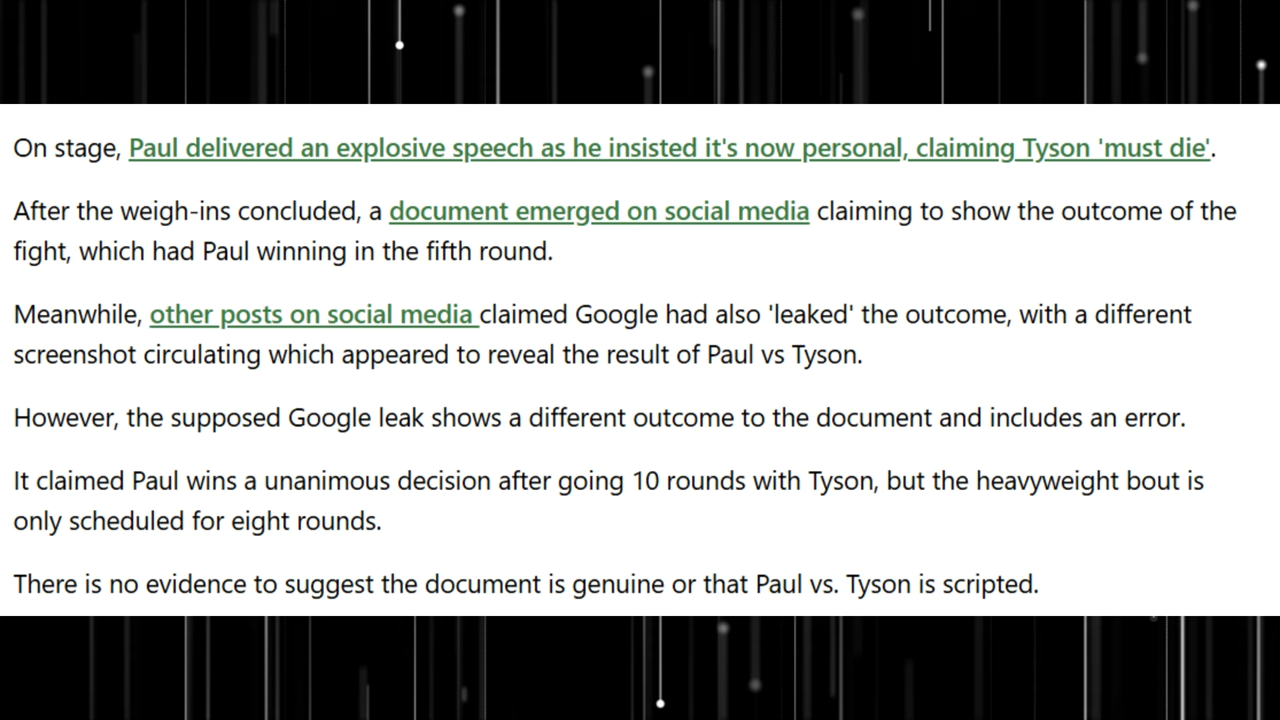 On stage, Paul delivered an explosive speech as he insisted it's now personal, claiming Tyson 'must die'.
After the weigh-ins concluded, a document emerged on social media claiming to show the outcome of the
fight, which had Paul winning in the fifth round.
Meanwhile, other posts on social media claimed Google had also 'leaked' the outcome, with a different
screenshot circulating which appeared to reveal the result of Paul vs Tyson.
However, the supposed Google leak shows a different outcome to the document and includes an error.
It claimed Paul wins a unanimous decision after going 10 rounds with Tyson, but the heavyweight bout is
only scheduled for eight rounds.
There is no evidence to suggest the document is genuine or that Paul vs. Tyson is scripted.